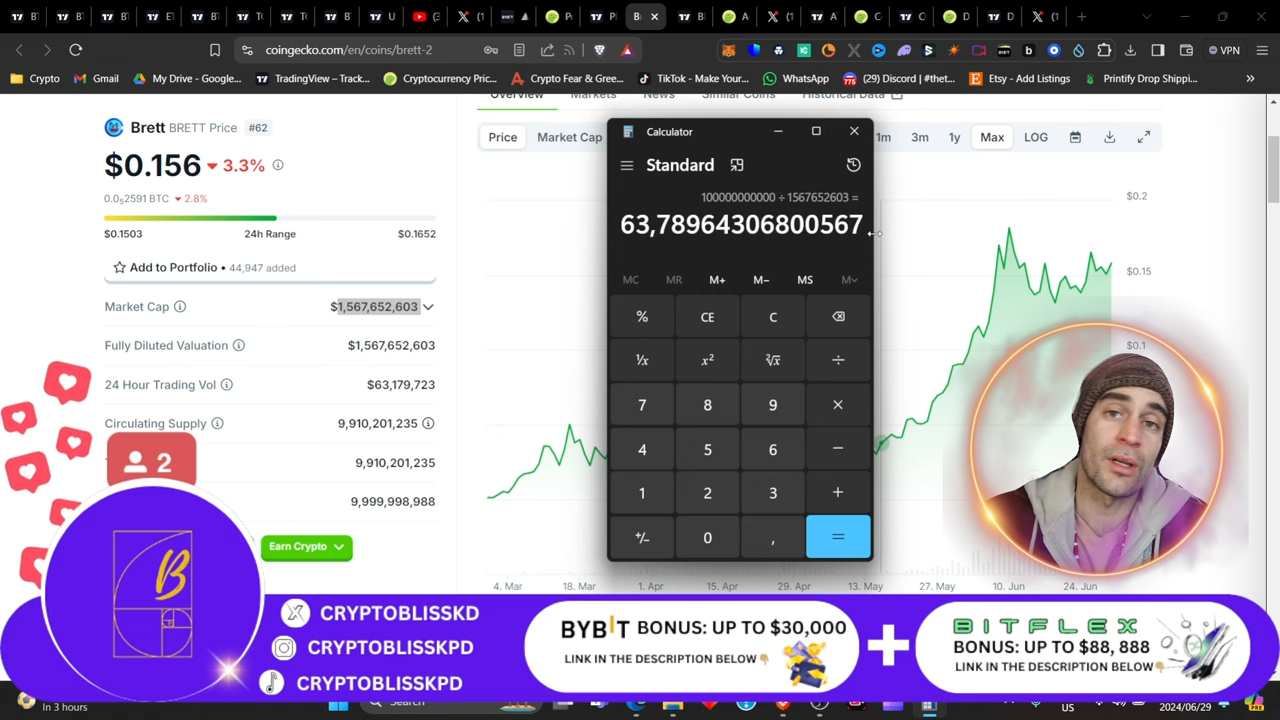 coingecko.com/en/coins/brett-2
VPN
Crypto
Gmail
My Drive - Google...
TradingView – Track...
Cryptocurrency Pric...
Crypto Fear & Gree...
TikTok - Make Your...
WhatsApp
(29) Discord | #thet...
Etsy - Add Listings
Printify Drop Shippi...
Overview
Markets
News
Similar Coins
Historical Data
Brett BRETT Price #62
$0.156 3.3%
0.0₅2591 BTC 2.8%
$0.1503 24h Range $0.1652
Add to Portfolio • 44,947 added
Market Cap $1,567,652,603
Fully Diluted Valuation $1,567,652,603
24 Hour Trading Vol $63,179,723
Circulating Supply 9,910,201,235
9,910,201,235
9,999,998,988
2
Earn Crypto
Price Market Cap
1m 3m 1y Max LOG
$0.2
$0.15
$0.1
4. Mar 18. Mar 1. Apr 15. Apr 29. Apr 13. May 27. May 10. Jun 24. Jun
Calculator
Standard
100000000000 ÷ 1567652603 =
63,78964306800567
MC MR M+ M− MS M
% CE C
¹/x x² ²√x ÷
7 8 9 ×
4 5 6 −
1 2 3 +
+/− 0 , =
B
CRYPTOBLISSKD
CRYPTOBLISSKPD
CRYPTOBLISSKPD
BYBIT BONUS: UP TO $30,000
LINK IN THE DESCRIPTION BELOW
BITFLEX
BONUS: UP TO $88, 888
LINK IN THE DESCRIPTION BELOW
In 3 hours
Search
2024/06/29